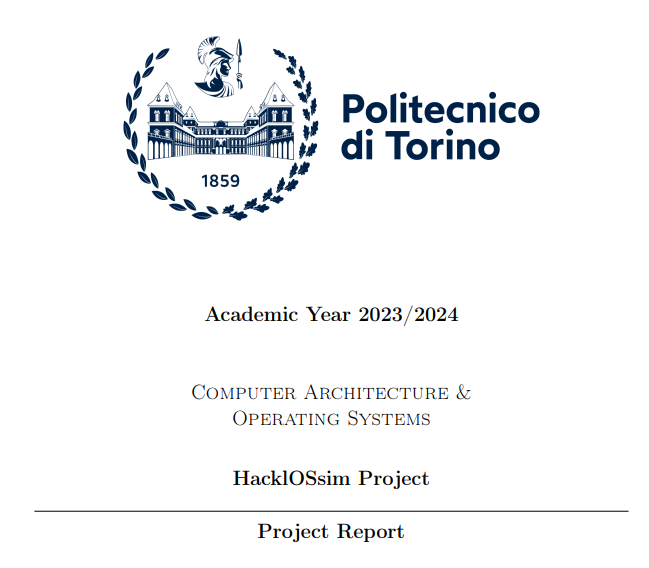 Politecnico
di Torino
1859
Academic Year 2023/2024
Computer Architecture &
Operating Systems
HacklOSsim Project
Project Report